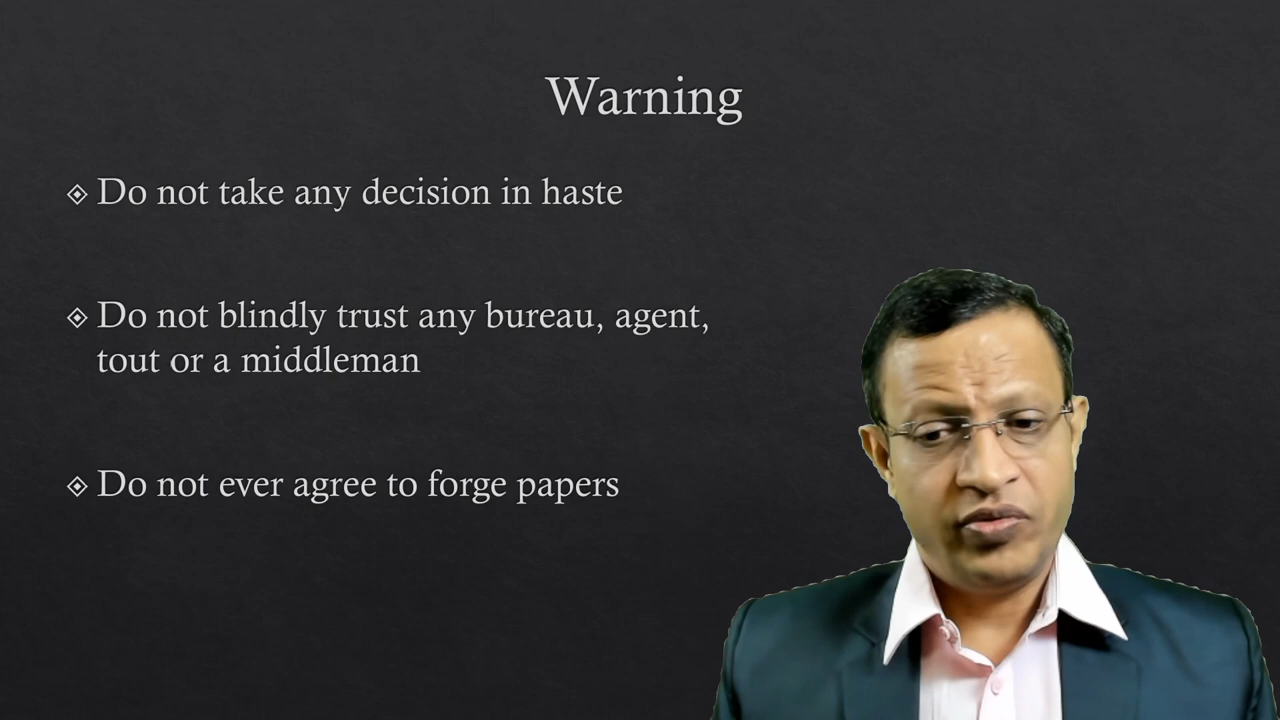 Warning
Do not take any decision in haste
Do not blindly trust any bureau, agent,
tout or a middleman
Do not ever agree to forge papers